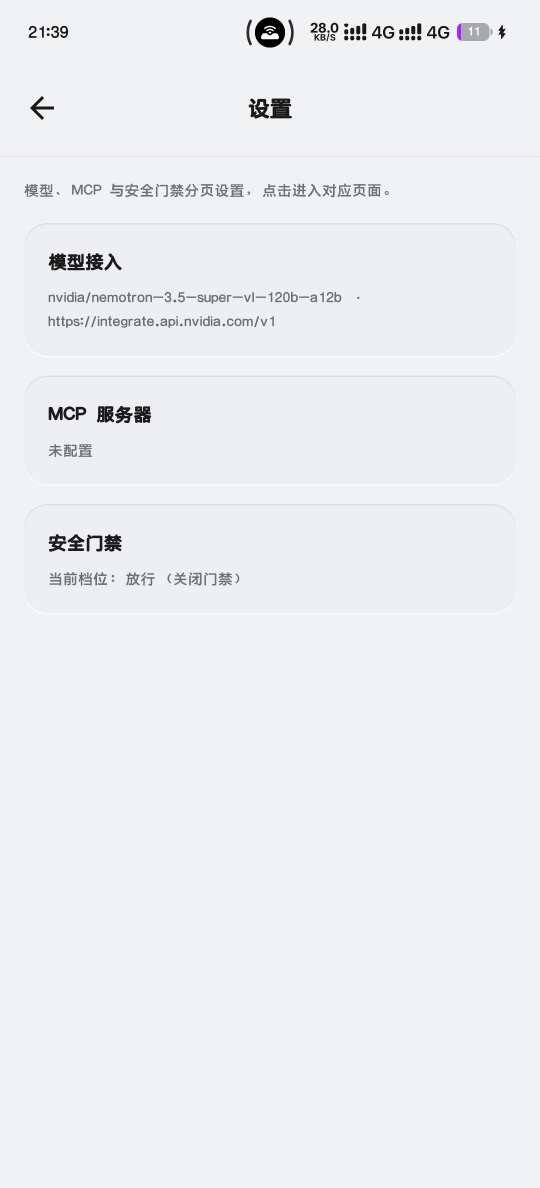 21:39
28.0 KB/S 4G 4G 11
设置
模型、MCP 与安全门禁分页设置，点击进入对应页面。
模型接入
nvidia/nemotron-3.5-super-vl-120b-a12b ·
https://integrate.api.nvidia.com/v1
MCP 服务器
未配置
安全门禁
当前档位：放行（关闭门禁）